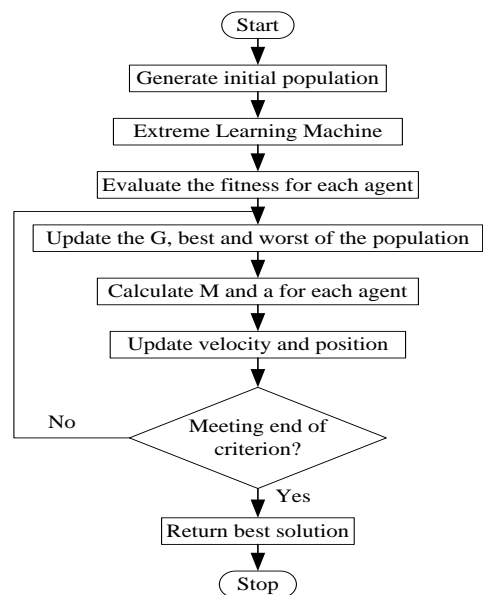 Start
Generate initial population
Extreme Learning Machine
Evaluate the fitness for each agent
Update the G, best and worst of the population
Calculate M and a for each agent
Update velocity and position
No
Meeting end of
criterion?
Yes
Return best solution
Stop